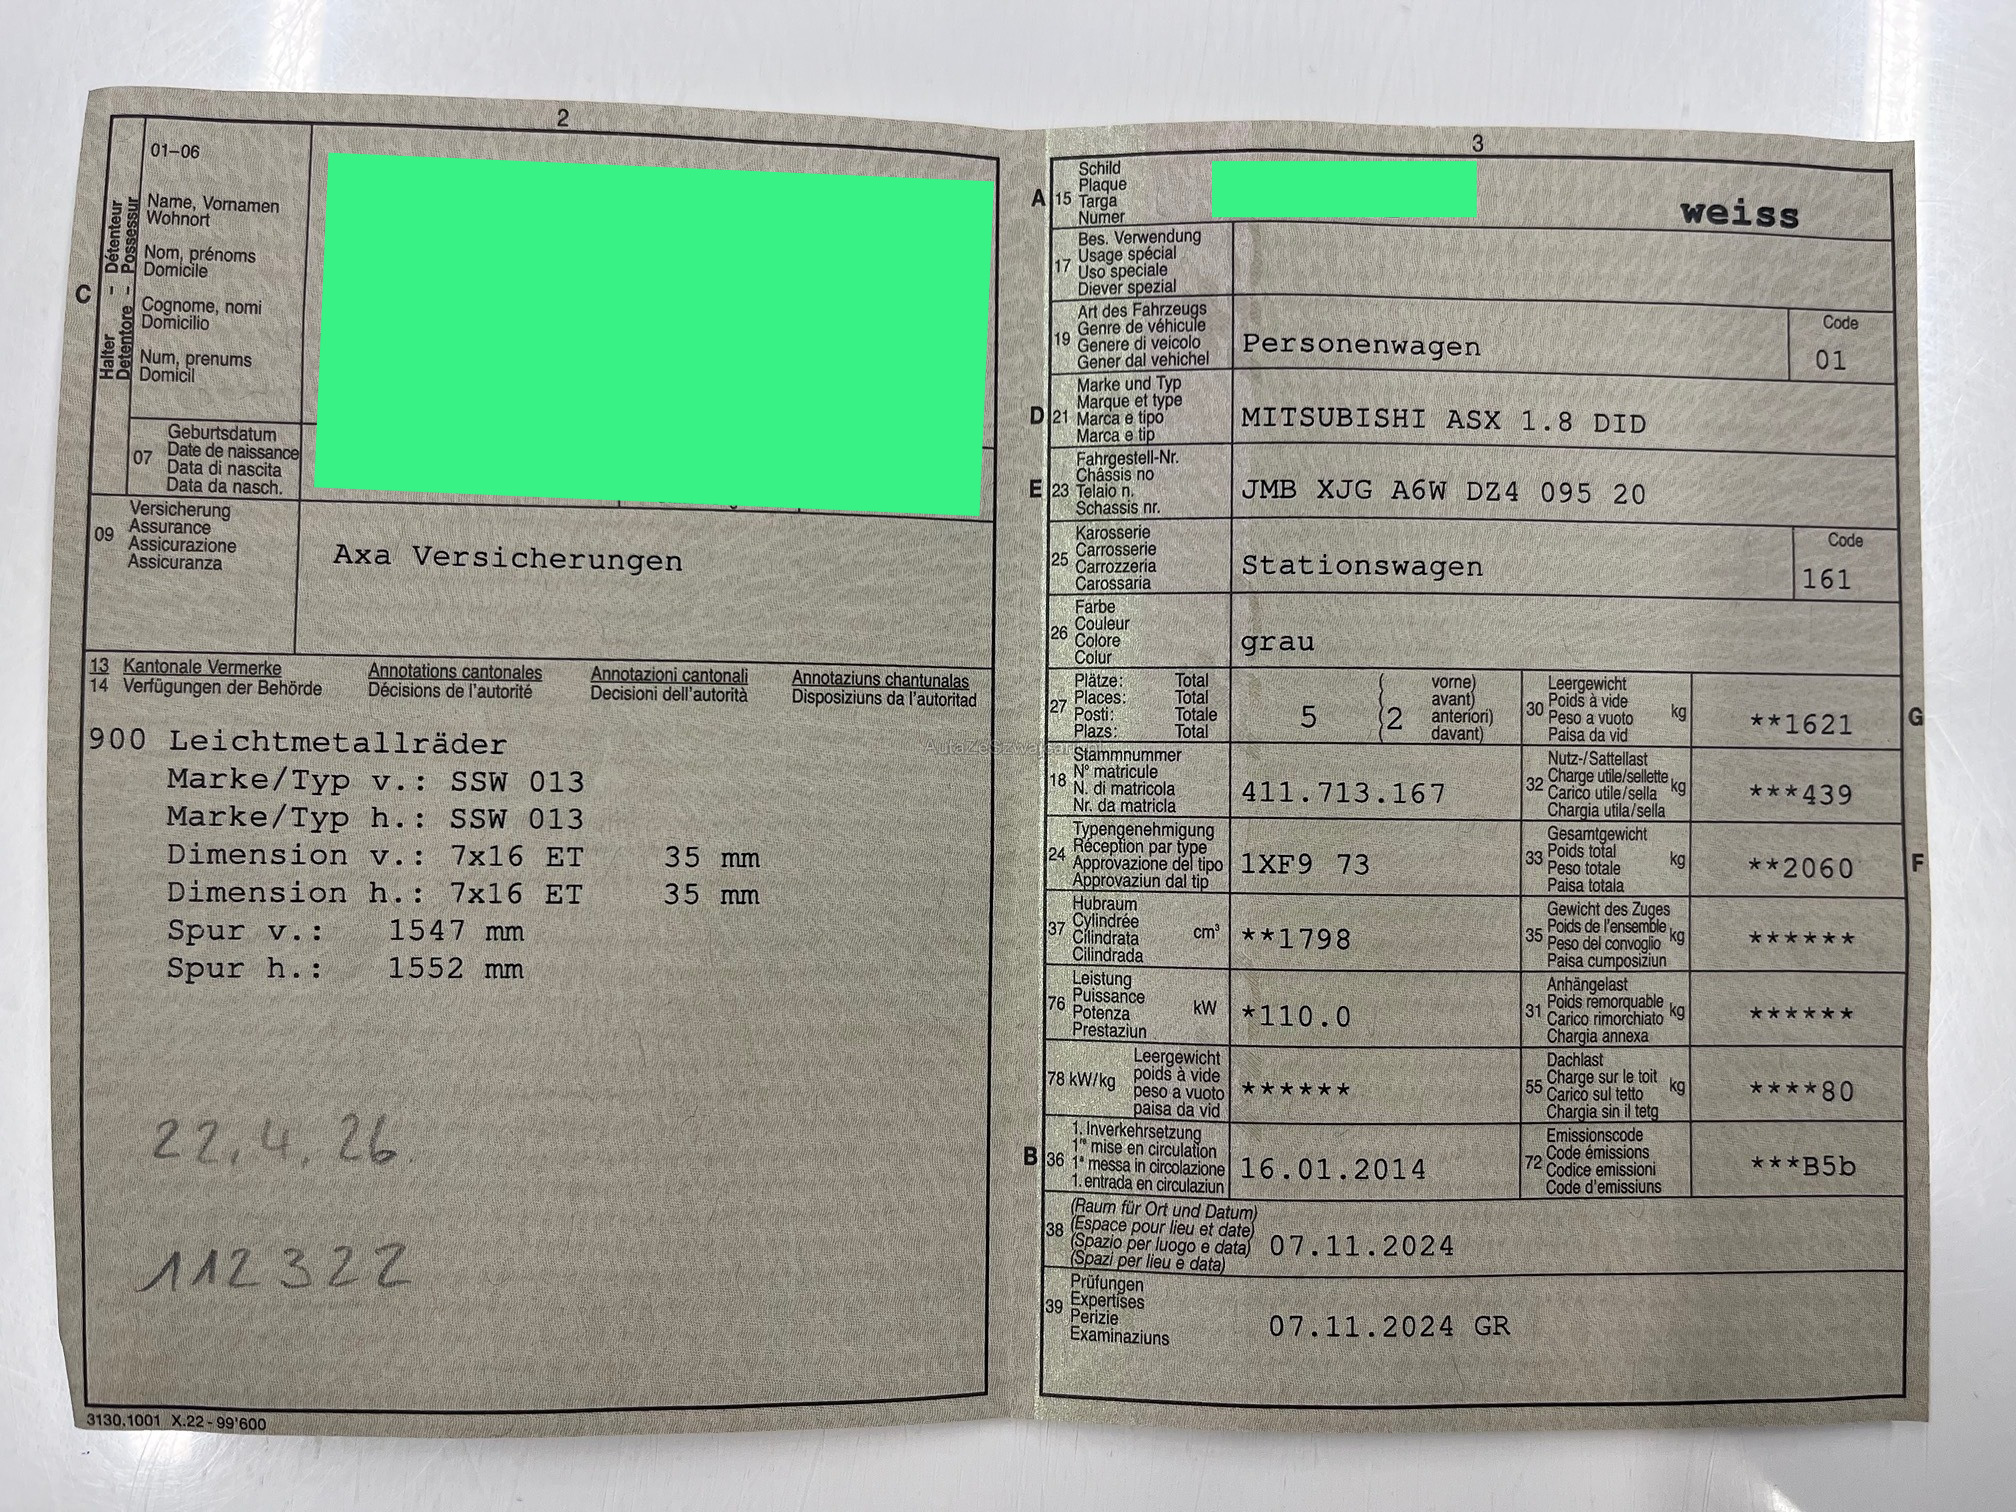 2
01–06
Name, Vornamen
Wohnort
Nom, prénoms
Domicile
Cognome, nomi
Domicilio
Num, prenums
Domicil
C
Halter – Détenteur
Detentore – Possessur
07
Geburtsdatum
Date de naissance
Data di nascita
Data da nasch.
09
Versicherung
Assurance
Assicurazione
Assicuranza
Axa Versicherungen
13 Kantonale Vermerke Annotations cantonales Annotazioni cantonali Annotaziuns chantunalas
14 Verfügungen der Behörde Décisions de l'autorité Decisioni dell'autorità Disposiziuns da l'autoritad
900 Leichtmetallräder
Marke/Typ v.: SSW 013
Marke/Typ h.: SSW 013
Dimension v.: 7x16 ET 35 mm
Dimension h.: 7x16 ET 35 mm
Spur v.: 1547 mm
Spur h.: 1552 mm
22.4.26.
112322
3130.1001 X.22 - 99'600
3
A 15
Schild
Plaque
Targa
Numer
weiss
17
Bes. Verwendung
Usage spécial
Uso speciale
Diever spezial
19
Art des Fahrzeugs
Genre de véhicule
Genere di veicolo
Gener dal vehichel
Personenwagen
Code
01
D 21
Marke und Typ
Marque et type
Marca e tipo
Marca e tip
MITSUBISHI ASX 1.8 DID
E 23
Fahrgestell-Nr.
Châssis no
Telaio n.
Schassis nr.
JMB XJG A6W DZ4 095 20
25
Karosserie
Carrosserie
Carrozzeria
Carossaria
Stationswagen
Code
161
26
Farbe
Couleur
Colore
Colur
grau
27
Plätze: Total
Places: Total
Posti: Totale
Plazs: Total
5
(2
vorne)
avant)
anteriori)
davant)
30
Leergewicht
Poids à vide
Peso a vuoto
Paisa da vid
kg
**1621
G
18
Stammnummer
N° matricule
N. di matricola
Nr. da matricla
411.713.167
32
Nutz-/Sattellast
Charge utile/sellette
Carico utile/sella
Chargia utila/sella
kg
***439
24
Typengenehmigung
Réception par type
Approvazione del tipo
Approvaziun dal tip
1XF9 73
33
Gesamtgewicht
Poids total
Peso totale
Paisa totala
kg
**2060
F
37
Hubraum
Cylindrée
Cilindrata
Cilindrada
cm³
**1798
35
Gewicht des Zuges
Poids de l'ensemble
Peso del convoglio
Paisa cumposiziun
kg
******
76
Leistung
Puissance
Potenza
Prestaziun
kW
*110.0
31
Anhängelast
Poids remorquable
Carico rimorchiato
Chargia annexa
kg
******
78 kW/kg
Leergewicht
poids à vide
peso a vuoto
paisa da vid
******
55
Dachlast
Charge sur le toit
Carico sul tetto
Chargia sin il tetg
kg
****80
B 36
1. Inverkehrsetzung
1re mise en circulation
1a messa in circolazione
1. entrada en circulaziun
16.01.2014
72
Emissionscode
Code émissions
Codice emissioni
Code d'emissiuns
***B5b
38
(Raum für Ort und Datum)
(Espace pour lieu et date)
(Spazio per luogo e data)
(Spazi per lieu e data)
07.11.2024
39
Prüfungen
Expertises
Perizie
Examinaziuns
07.11.2024 GR